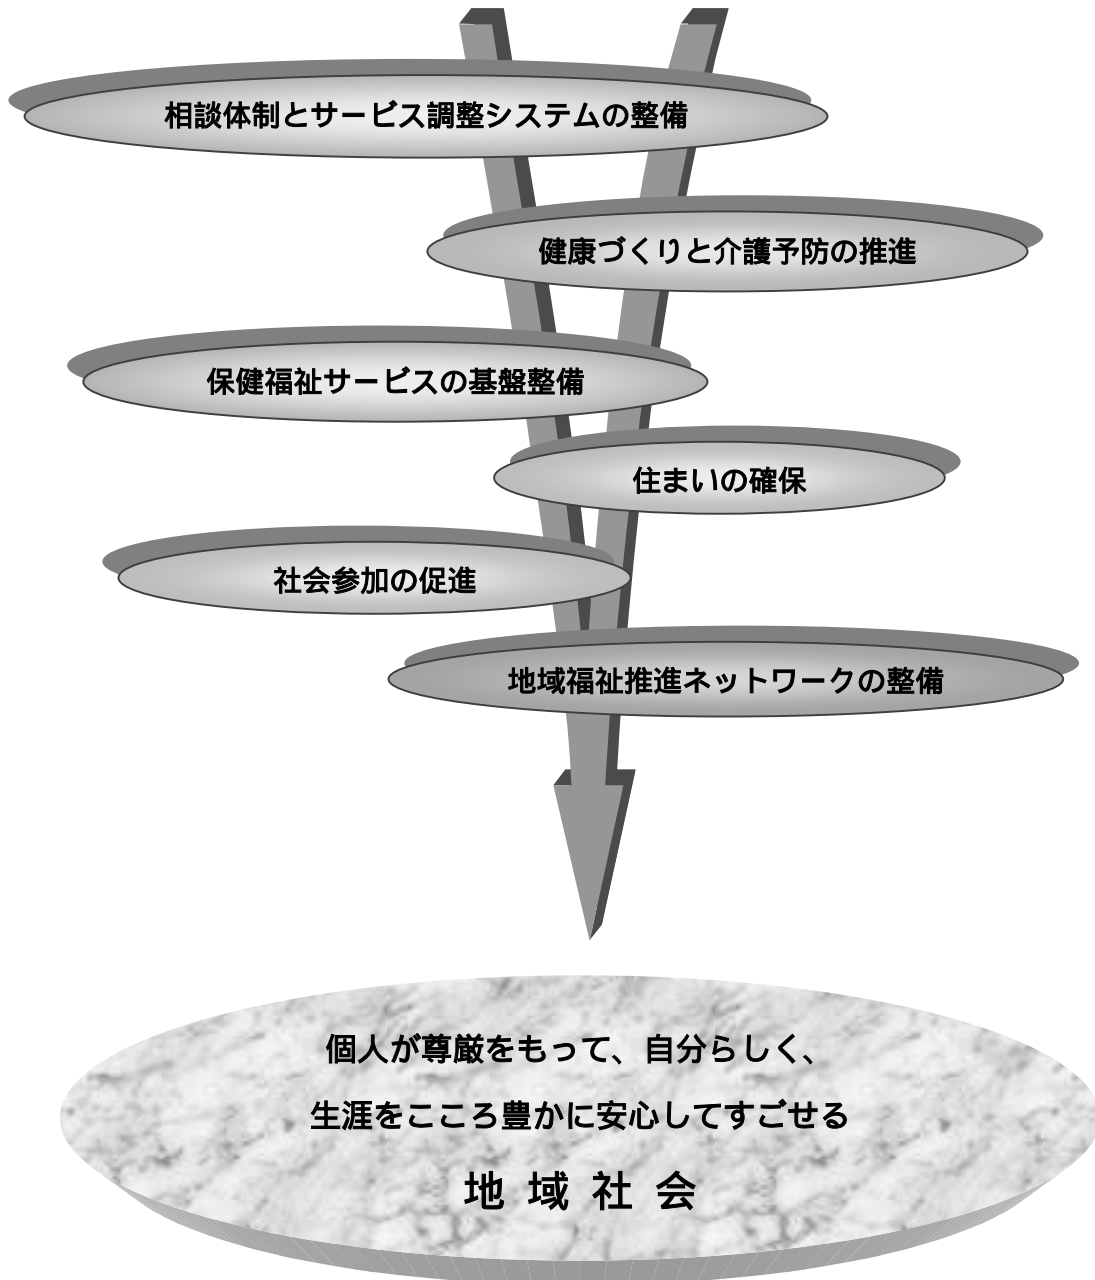 相談体制とサービス調整システムの整備
健康づくりと介護予防の推進
保健福祉サービスの基盤整備
住まいの確保
社会参加の促進
地域福祉推進ネットワークの整備
個人が尊厳をもって、自分らしく、
生涯をこころ豊かに安心してすごせる
地 域 社 会